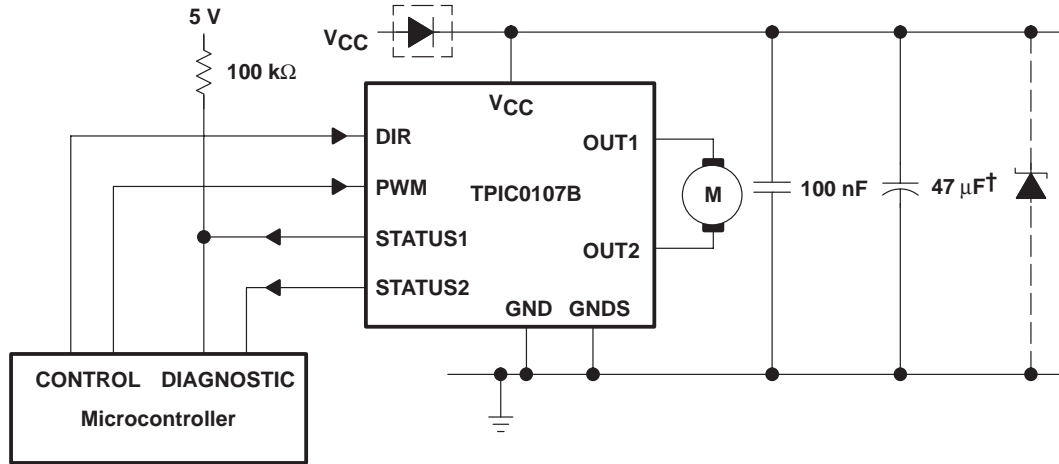 5 V
100 kΩ
VCC
VCC
DIR
PWM
STATUS1
STATUS2
TPIC0107B
OUT1
OUT2
GND GNDS
M
100 nF
47 μF†
CONTROL DIAGNOSTIC
Microcontroller